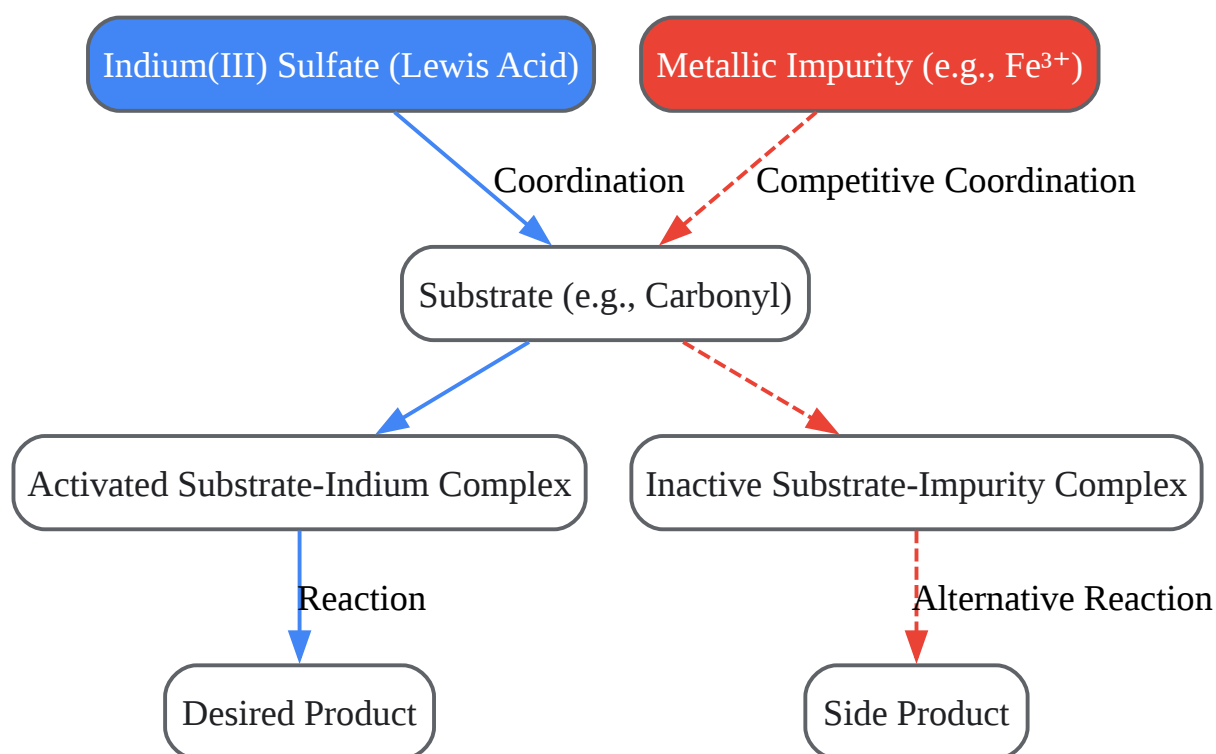 Indium(III) Sulfate (Lewis Acid)
Metallic Impurity (e.g., Fe³⁺)
Coordination
Competitive Coordination
Substrate (e.g., Carbonyl)
Activated Substrate-Indium Complex
Inactive Substrate-Impurity Complex
Reaction
Alternative Reaction
Desired Product
Side Product